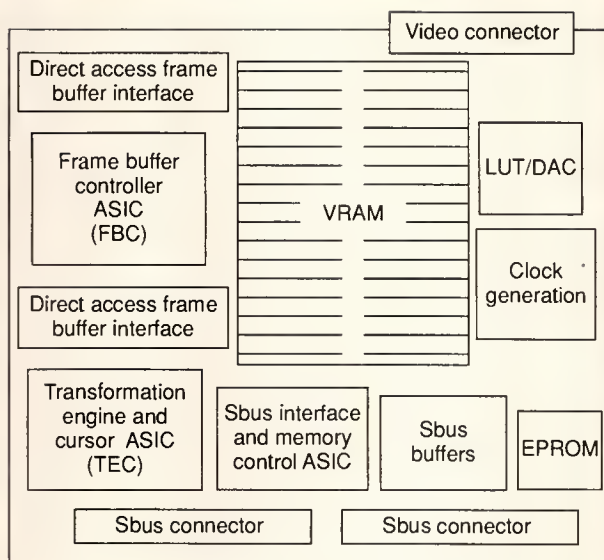 Video connector
Direct access frame
buffer interface
Frame buffer
controller
ASIC
(FBC)
VRAM
LUT/DAC
Clock
generation
Direct access frame
buffer interface
Transformation
engine and
cursor ASIC
(TEC)
Sbus interface
and memory
control ASIC
Sbus
buffers
EPROM
Sbus connector
Sbus connector